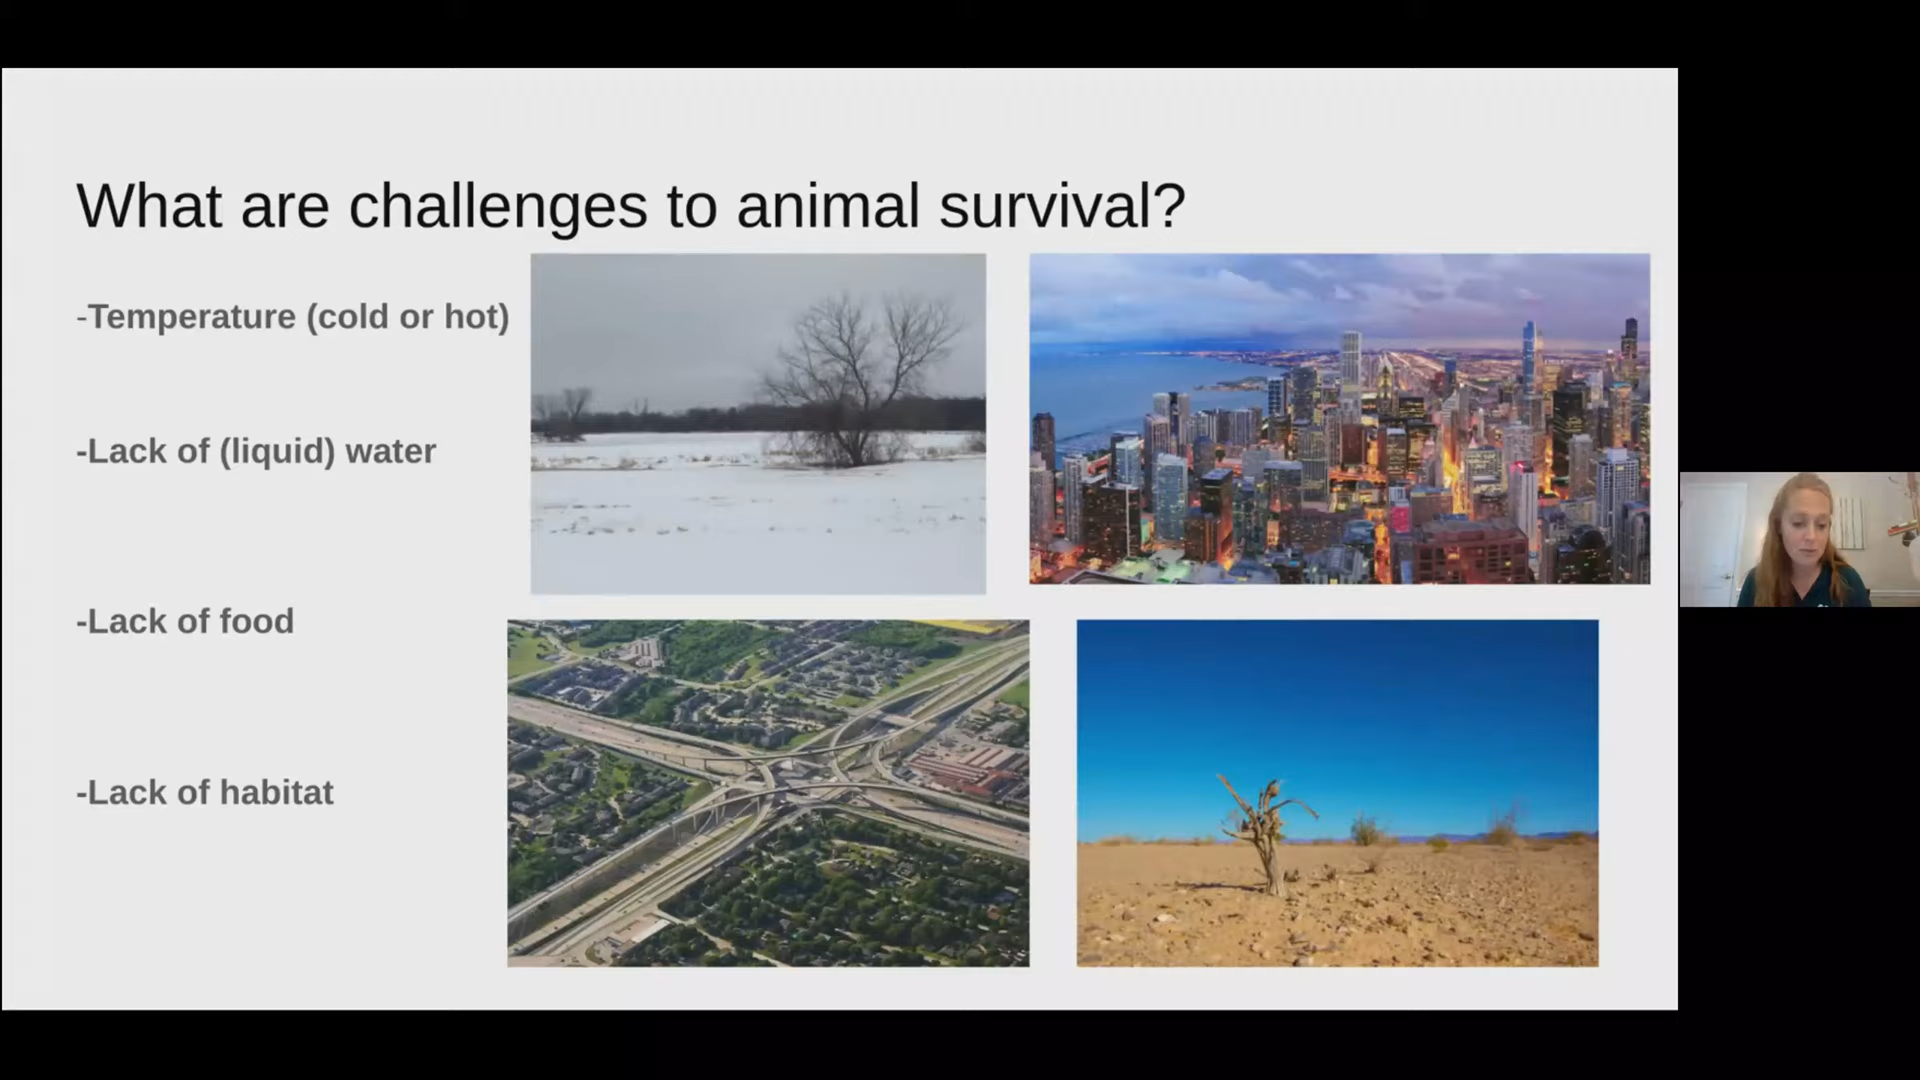 What are challenges to animal survival?
-Temperature (cold or hot)
-Lack of (liquid) water
-Lack of food
-Lack of habitat